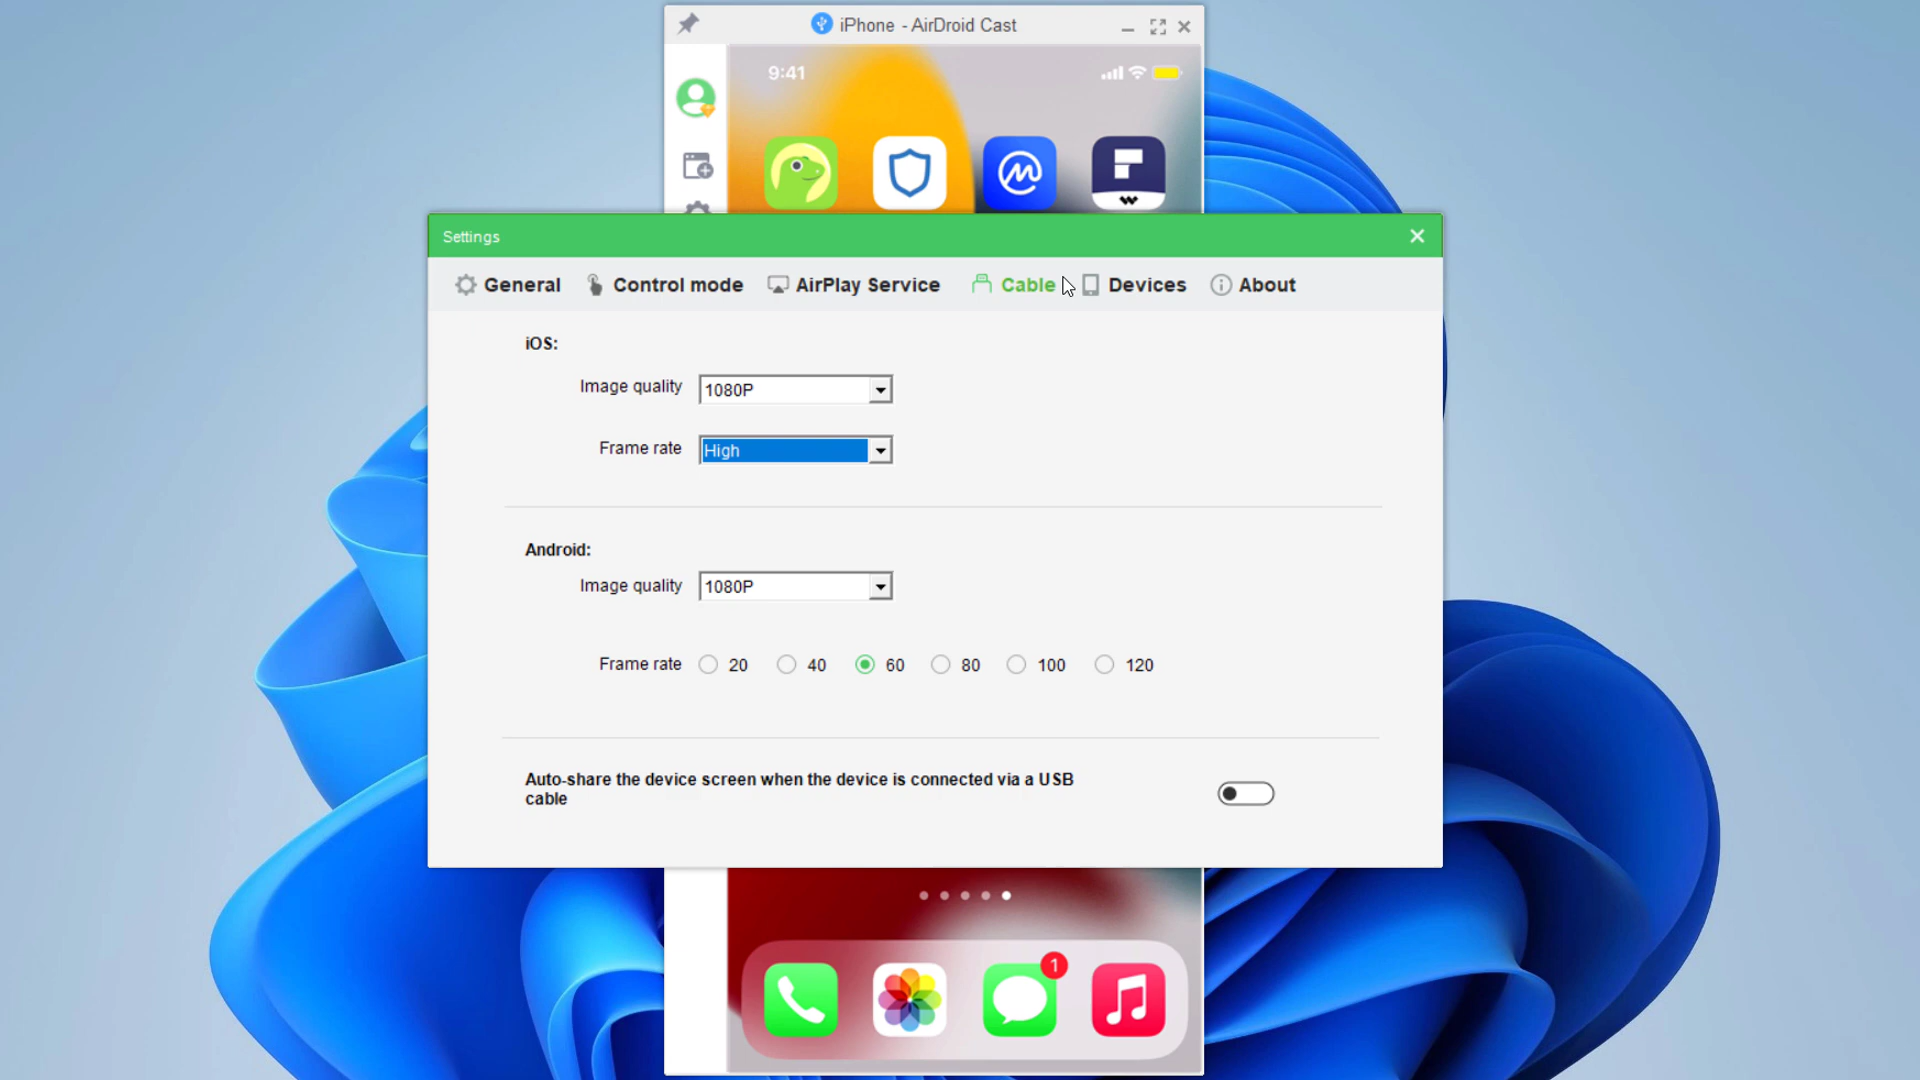 iPhone - AirDroid Cast
9:41
Settings
General Control mode AirPlay Service Cable Devices About
iOS:
Image quality 1080P
Frame rate High
Android:
Image quality 1080P
Frame rate 20 40 60 80 100 120
Auto-share the device screen when the device is connected via a USB
cable
1